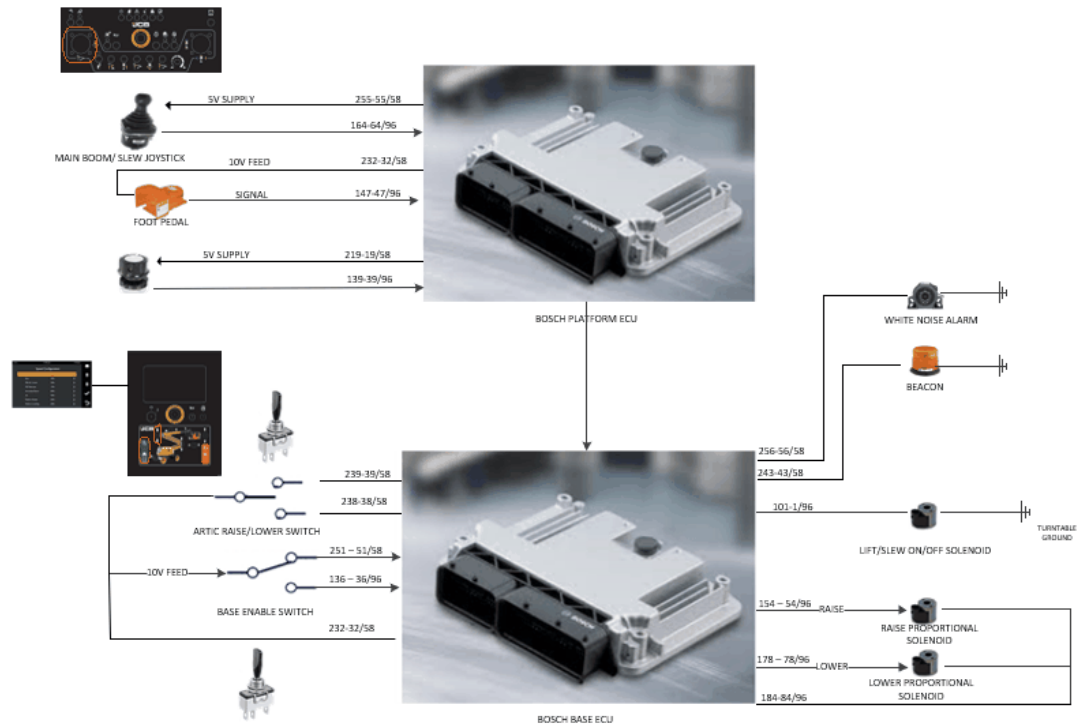 JCB
5V SUPPLY 255-55/58
164-64/96
MAIN BOOM/ SLEW JOYSTICK
10V FEED 232-32/58
SIGNAL 147-47/96
FOOT PEDAL
5V SUPPLY 219-19/58
139-39/96
BOSCH
BOSCH PLATFORM ECU
WHITE NOISE ALARM
BEACON
JCB
256-56/58
243-43/58
239-39/58
238-38/58
101-1/96
TURNTABLE
GROUND
ARTIC RAISE/LOWER SWITCH
LIFT/SLEW ON/OFF SOLENOID
251 – 51/58
10V FEED
136 – 36/96
BASE ENABLE SWITCH
154 – 54/96 RAISE
RAISE PROPORTIONAL
SOLENOID
232-32/58
BOSCH
178 – 78/96 LOWER
LOWER PROPORTIONAL
SOLENOID
184-84/96
BOSCH BASE ECU